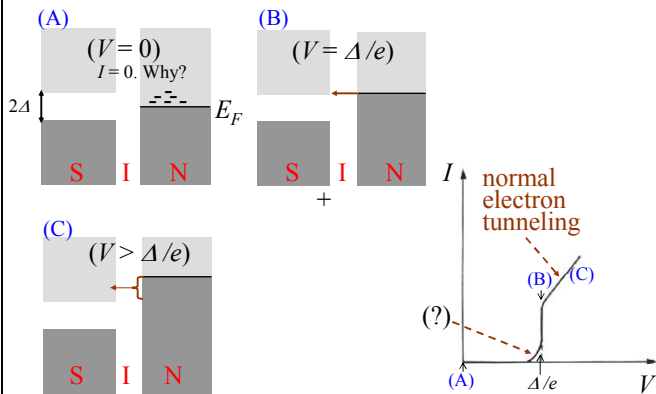 (A)
(V = 0)
I = 0. Why?
2Δ
E_F
S I N
(B)
(V = Δ/e)
S I N
+
(C)
(V > Δ/e)
S I N
I
normal
electron
tunneling
(B)
(C)
(?)
(A)
Δ/e
V